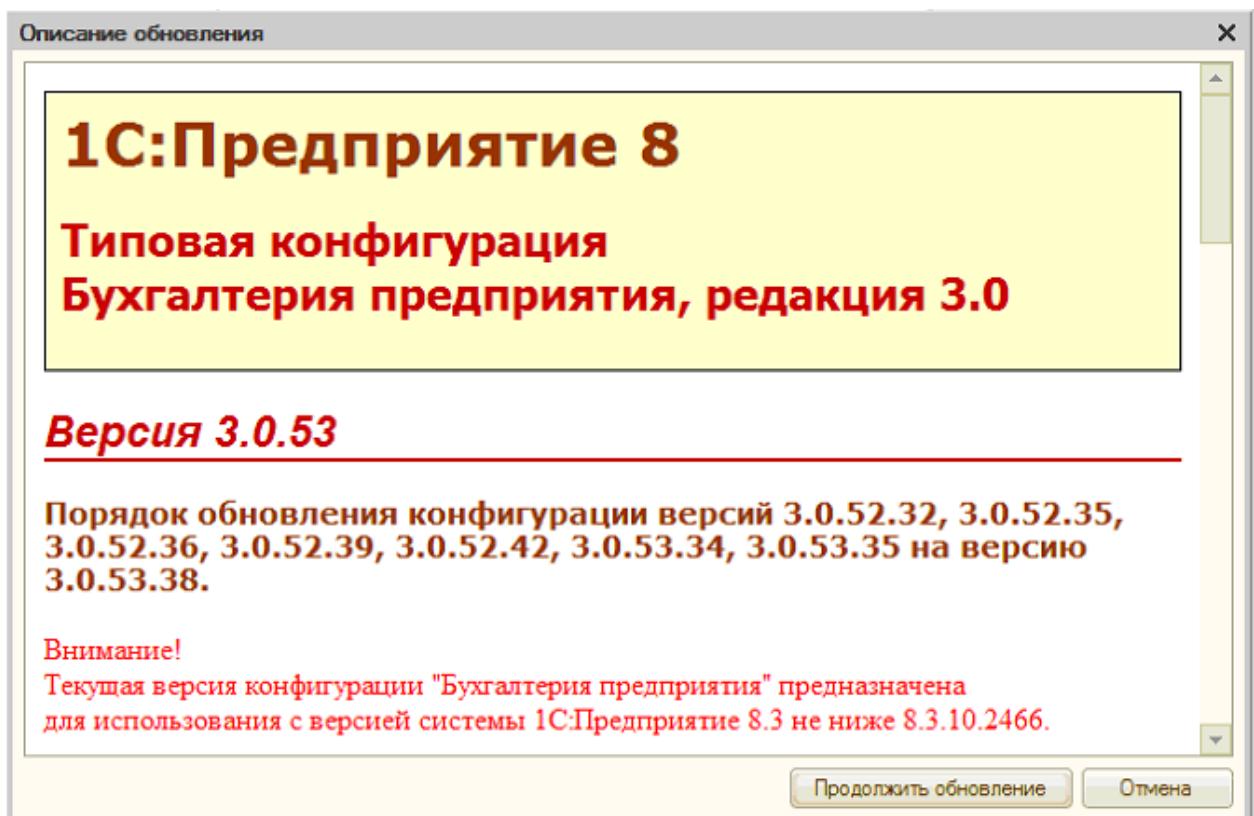 Описание обновления
1С:Предприятие 8
Типовая конфигурация
Бухгалтерия предприятия, редакция 3.0
Версия 3.0.53
Порядок обновления конфигурации версий 3.0.52.32, 3.0.52.35,
3.0.52.36, 3.0.52.39, 3.0.52.42, 3.0.53.34, 3.0.53.35 на версию
3.0.53.38.
Внимание!
Текущая версия конфигурации "Бухгалтерия предприятия" предназначена
для использования с версией системы 1С:Предприятие 8.3 не ниже 8.3.10.2466.
Продолжить обновление Отмена